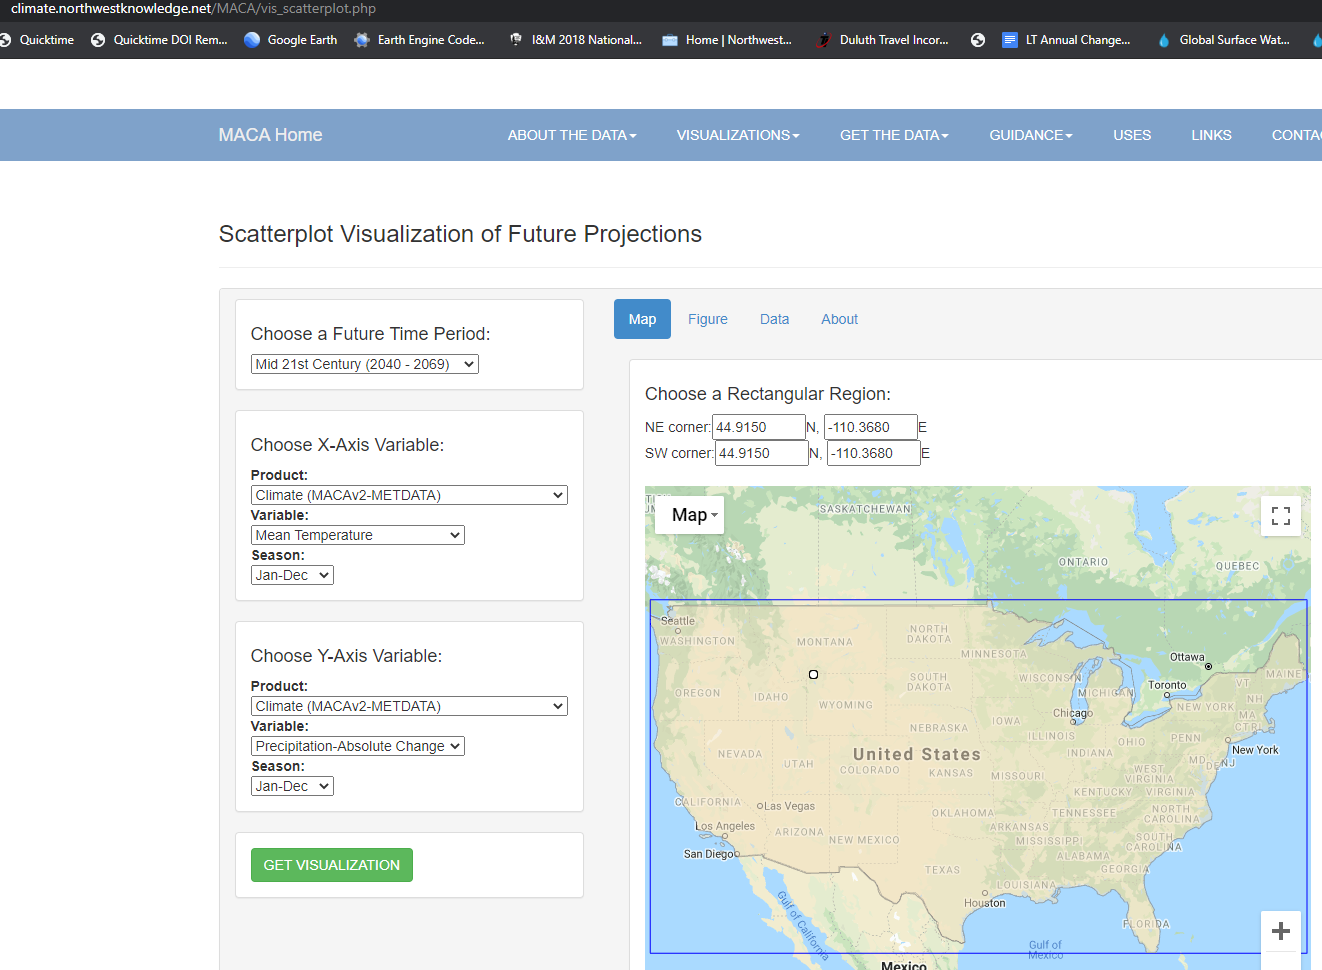 climate.northwestknowledge.net/MACA/vis_scatterplot.php
Quicktime Quicktime DOI Rem... Google Earth Earth Engine Code... I&M 2018 National... Home | Northwest... Duluth Travel Incor... LT Annual Change... Global Surface Wat...
MACA Home ABOUT THE DATA VISUALIZATIONS GET THE DATA GUIDANCE USES LINKS CONTA
Scatterplot Visualization of Future Projections
Choose a Future Time Period:
Mid 21st Century (2040 - 2069)
Choose X-Axis Variable:
Product:
Climate (MACAv2-METDATA)
Variable:
Mean Temperature
Season:
Jan-Dec
Choose Y-Axis Variable:
Product:
Climate (MACAv2-METDATA)
Variable:
Precipitation-Absolute Change
Season:
Jan-Dec
GET VISUALIZATION
Map Figure Data About
Choose a Rectangular Region:
NE corner: 44.9150 N, -110.3680 E
SW corner: 44.9150 N, -110.3680 E
Map
SASKATCHEWAN
ONTARIO
QUEBEC
Seattle
WASHINGTON
MONTANA
NORTH
DAKOTA
MINNESOTA
Ottawa
OREGON
IDAHO
WYOMING
SOUTH
DAKOTA
WISCONSIN
MICHIGAN
Toronto
VT
MAINE
NH
NEW YORK
MA
CT RI
Chicago
IOWA
NEBRASKA
ILLINOIS
INDIANA
OHIO
PENN
New York
NEVADA
UTAH
United States
COLORADO
KANSAS
MISSOURI
WEST
VIRGINIA
MD
DE
NJ
KENTUCKY
VIRGINIA
CALIFORNIA
Las Vegas
Los Angeles
ARIZONA
NEW MEXICO
OKLAHOMA
ARKANSAS
TENNESSEE
NORTH
CAROLINA
MISSISSIPPI
SOUTH
CAROLINA
San Diego
ALABAMA
GEORGIA
TEXAS
LOUISIANA
Houston
FLORIDA
Gulf of California
Gulf of
Mexico
Mexico